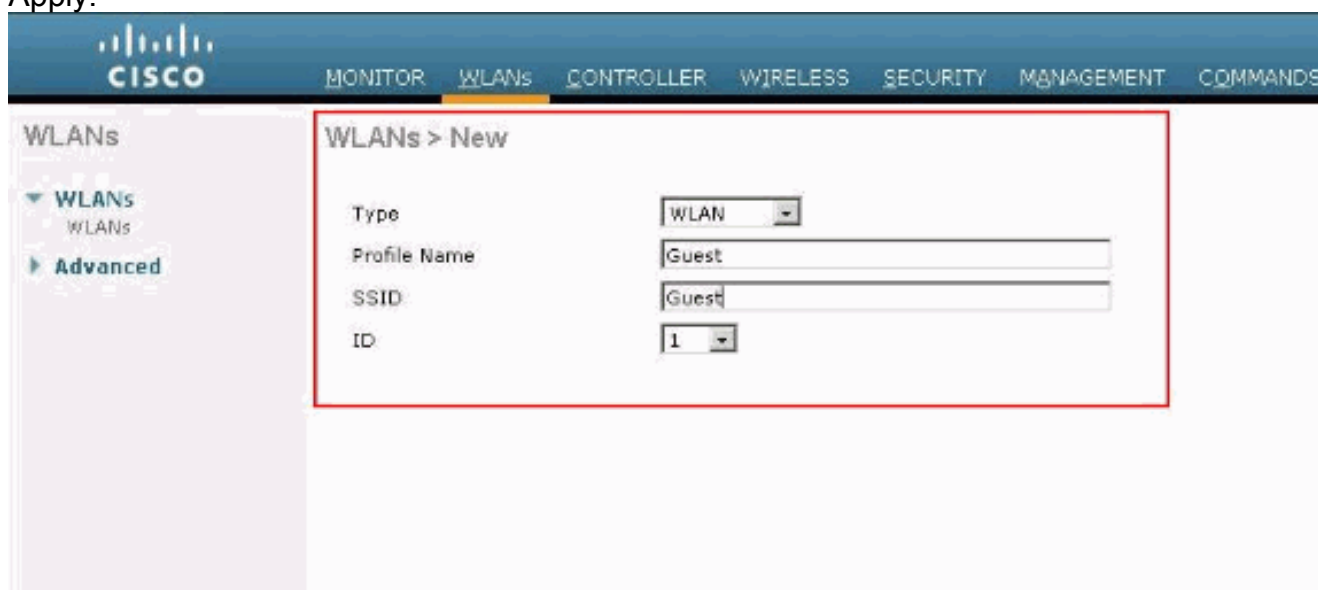 Apply.
CISCO
MONITOR WLANs CONTROLLER WIRELESS SECURITY MANAGEMENT COMMANDS
WLANs
WLANs
WLANs
Advanced
WLANs > New
Type WLAN
Profile Name Guest
SSID Guest
ID 1